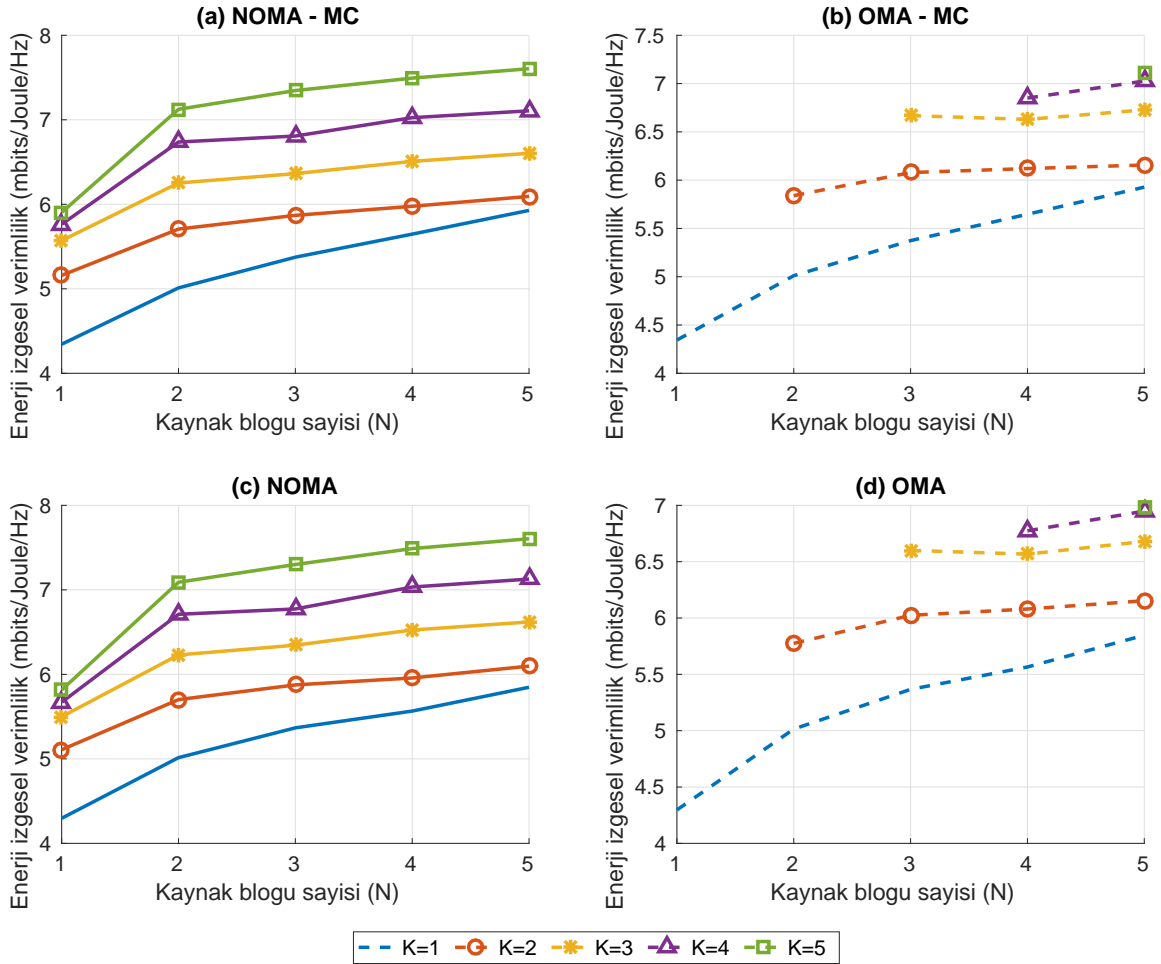 (a) NOMA - MC
Enerji izgesel verimlilik (mbits/Joule/Hz)
8
7
6
5
4
1 2 3 4 5
Kaynak blogu sayisi (N)
(b) OMA - MC
Enerji izgesel verimlilik (mbits/Joule/Hz)
7.5
7
6.5
6
5.5
5
4.5
4
1 2 3 4 5
Kaynak blogu sayisi (N)
(c) NOMA
Enerji izgesel verimlilik (mbits/Joule/Hz)
8
7
6
5
4
1 2 3 4 5
Kaynak blogu sayisi (N)
(d) OMA
Enerji izgesel verimlilik (mbits/Joule/Hz)
7
6.5
6
5.5
5
4.5
4
1 2 3 4 5
Kaynak blogu sayisi (N)
K=1 K=2 K=3 K=4 K=5